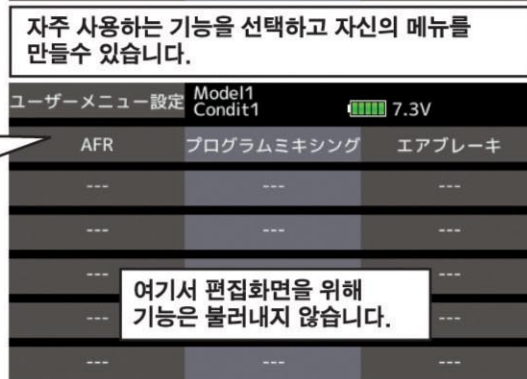 자주 사용하는 기능을 선택하고 자신의 메뉴를
만들수 있습니다.
ユーザーメニュー設定 Model1
Condit1 7.3V
AFR プログラムミキシング エアブレーキ
--- --- ---
--- --- ---
--- ---
여기서 편집화면을 위해
기능은 불러내지 않습니다.
--- ---
--- --- ---